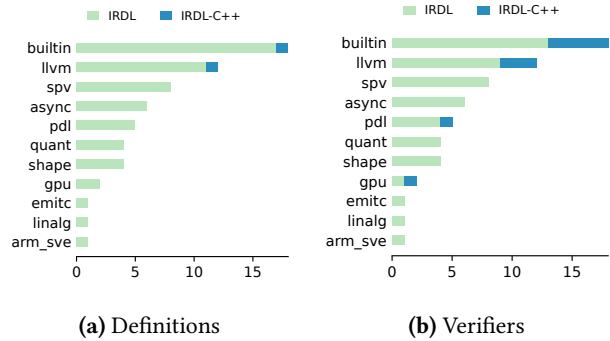 IRDL IRDL-C++
builtin
llvm
spv
async
pdl
quant
shape
gpu
emitc
linalg
arm_sve
0 5 10 15
(a) Definitions
IRDL IRDL-C++
builtin
llvm
spv
async
pdl
quant
shape
gpu
emitc
linalg
arm_sve
0 5 10 15
(b) Verifiers